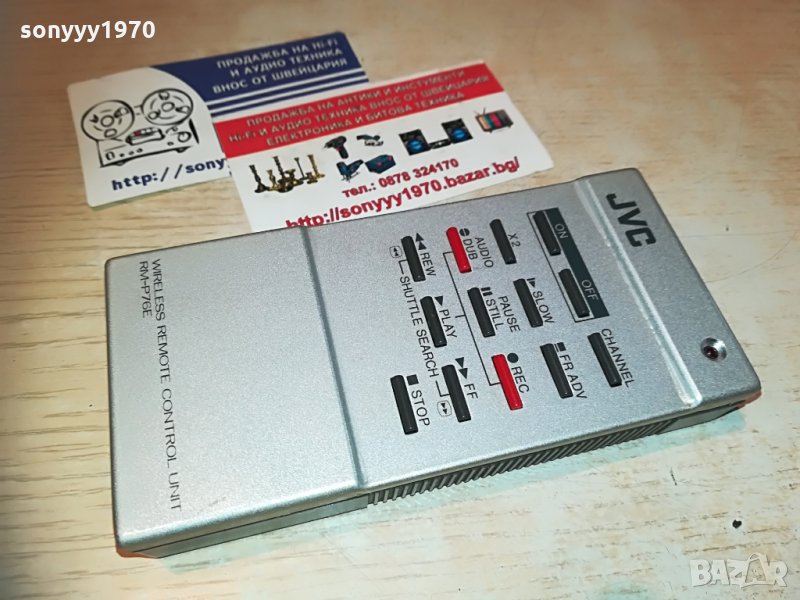 sonyyy1970
ПРОДАЖБА НА Hi-Fi
И АУДИО ТЕХНИКА
ВНОС ОТ ШВЕЙЦАРИЯ
http://sony
ПРОДАЖБА НА АНТИКИ И ИНСТУМЕНТИ
Hi-Fi И АУДИО ТЕХНИКА ВНОС ОТ ШВЕЙЦАРИЯ
ЕЛЕКТРОНИКА И БИТОВА ТЕХНИКА
тел.: 0878 324170
http://sonyyy1970.bazar.bg/
JVC
ON
OFF
CHANNEL
X2
SLOW
FR ADV
AUDIO
DUB
PAUSE
STILL
REC
REW
PLAY
FF
SHUTTLE SEARCH
STOP
WIRELESS REMOTE CONTROL UNIT
RM-P76E
BAZAR